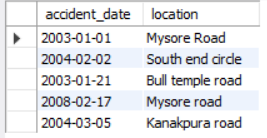 accident_date location
2003-01-01 Mysore Road
2004-02-02 South end circle
2003-01-21 Bull temple road
2008-02-17 Mysore road
2004-03-05 Kanakpura road